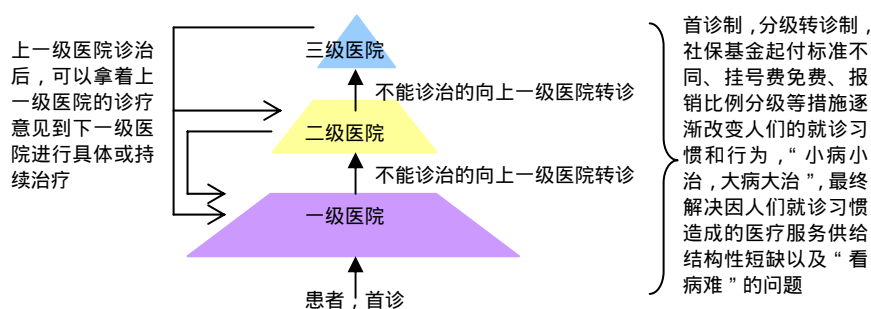 上一级医院诊治
后，可以拿着上
一级医院的诊疗
意见到下一级医
院进行具体或持
续治疗
三级医院
不能诊治的向上一级医院转诊
二级医院
不能诊治的向上一级医院转诊
一级医院
患者，首诊
首诊制，分级转诊制，
社保基金起付标准不
同、挂号费免费、报
销比例分级等措施逐
渐改变人们的就诊习
惯和行为，“小病小
治，大病大治”，最终
解决因人们就诊习惯
造成的医疗服务供给
结构性短缺以及“看
病难”的问题